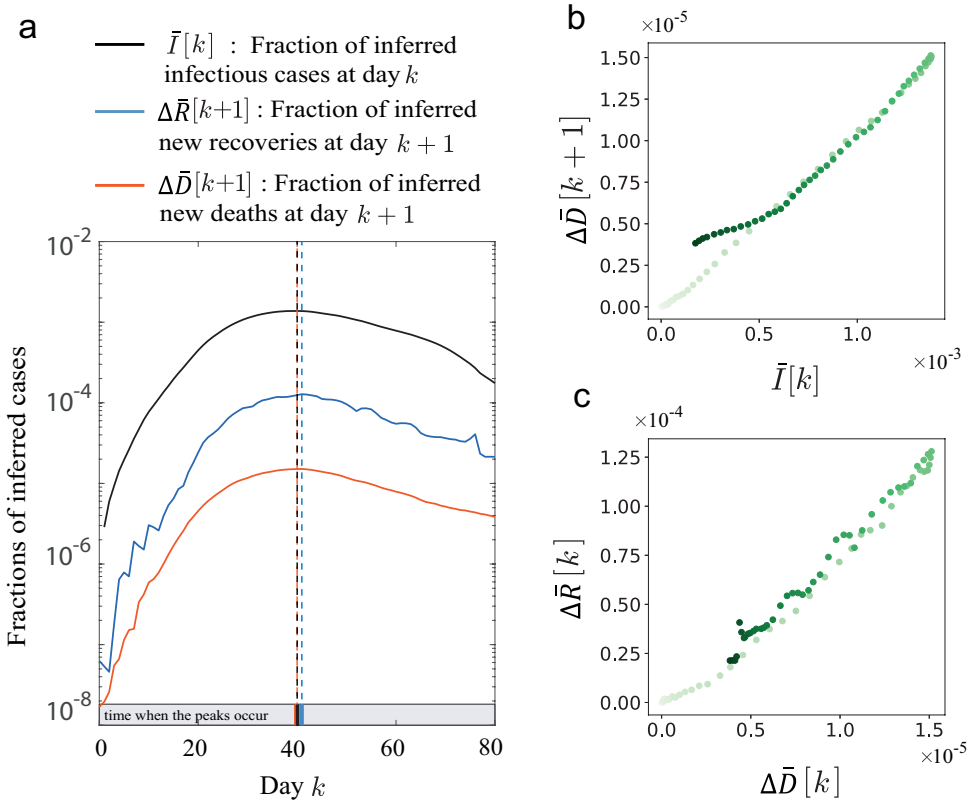 a
Ī[k] : Fraction of inferred
infectious cases at day k
ΔR̄[k+1] : Fraction of inferred
new recoveries at day k + 1
ΔD̄[k+1] : Fraction of inferred
new deaths at day k + 1
Fractions of inferred cases
10⁻²
10⁻⁴
10⁻⁶
10⁻⁸
time when the peaks occur
0 20 40 60 80
Day k
b
×10⁻⁵
ΔD̄[k + 1]
1.50
1.25
1.00
0.75
0.50
0.25
0.00
0.0 0.5 1.0
×10⁻³
Ī[k]
c
×10⁻⁴
ΔR̄[k]
1.25
1.00
0.75
0.50
0.25
0.00
0.0 0.5 1.0 1.5
×10⁻⁵
ΔD̄[k]